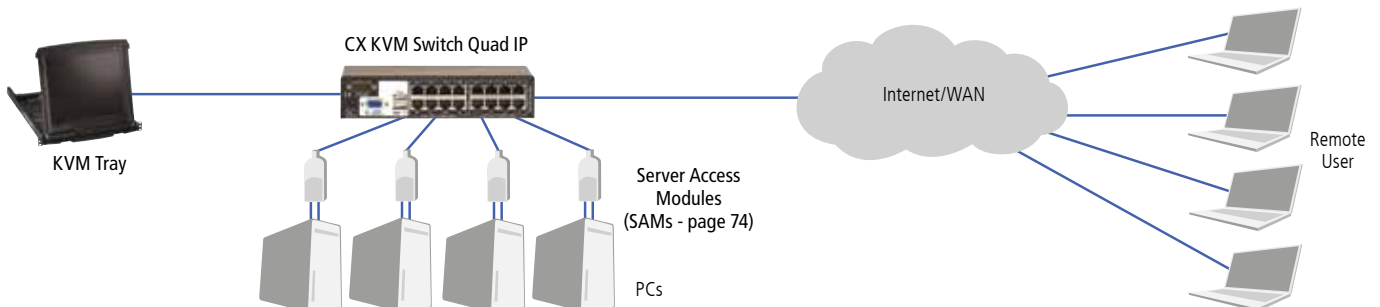 CX KVM Switch Quad IP
KVM Tray
Internet/WAN
Remote
User
Server Access
Modules
(SAMs - page 74)
PCs